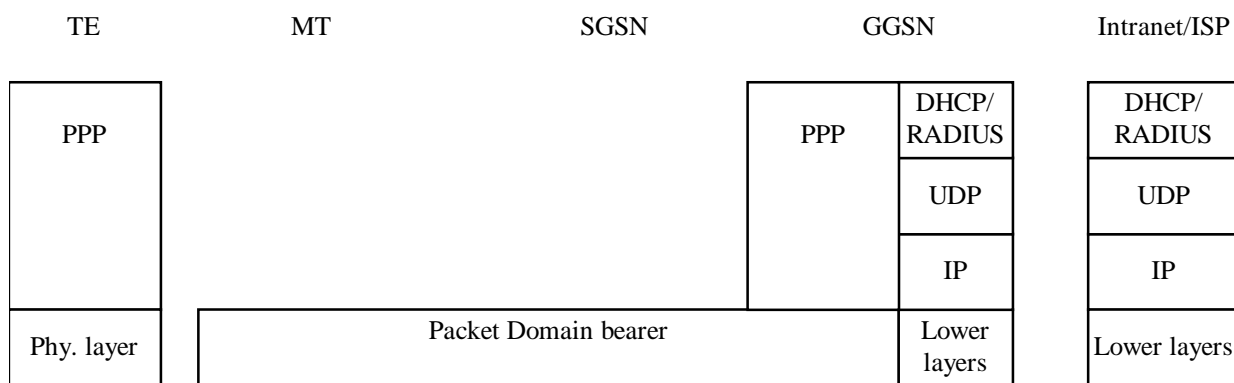 TE MT SGSN GGSN Intranet/ISP
DHCP/ DHCP/
PPP PPP RADIUS RADIUS
UDP UDP
IP IP
Packet Domain bearer Lower
Phy. layer layers Lower layers